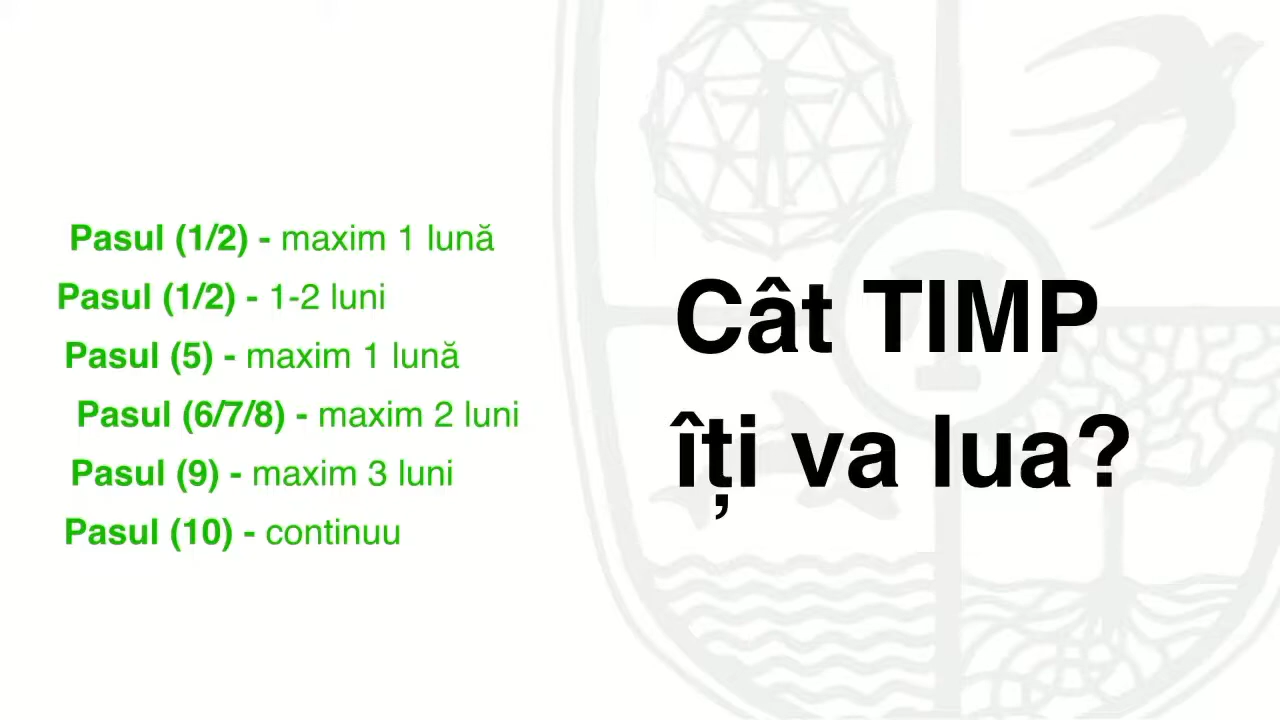 Pasul (1/2) - maxim 1 lună
Pasul (1/2) - 1-2 luni
Pasul (5) - maxim 1 lună
Pasul (6/7/8) - maxim 2 luni
Pasul (9) - maxim 3 luni
Pasul (10) - continuu
Cât TIMP
îți va lua?